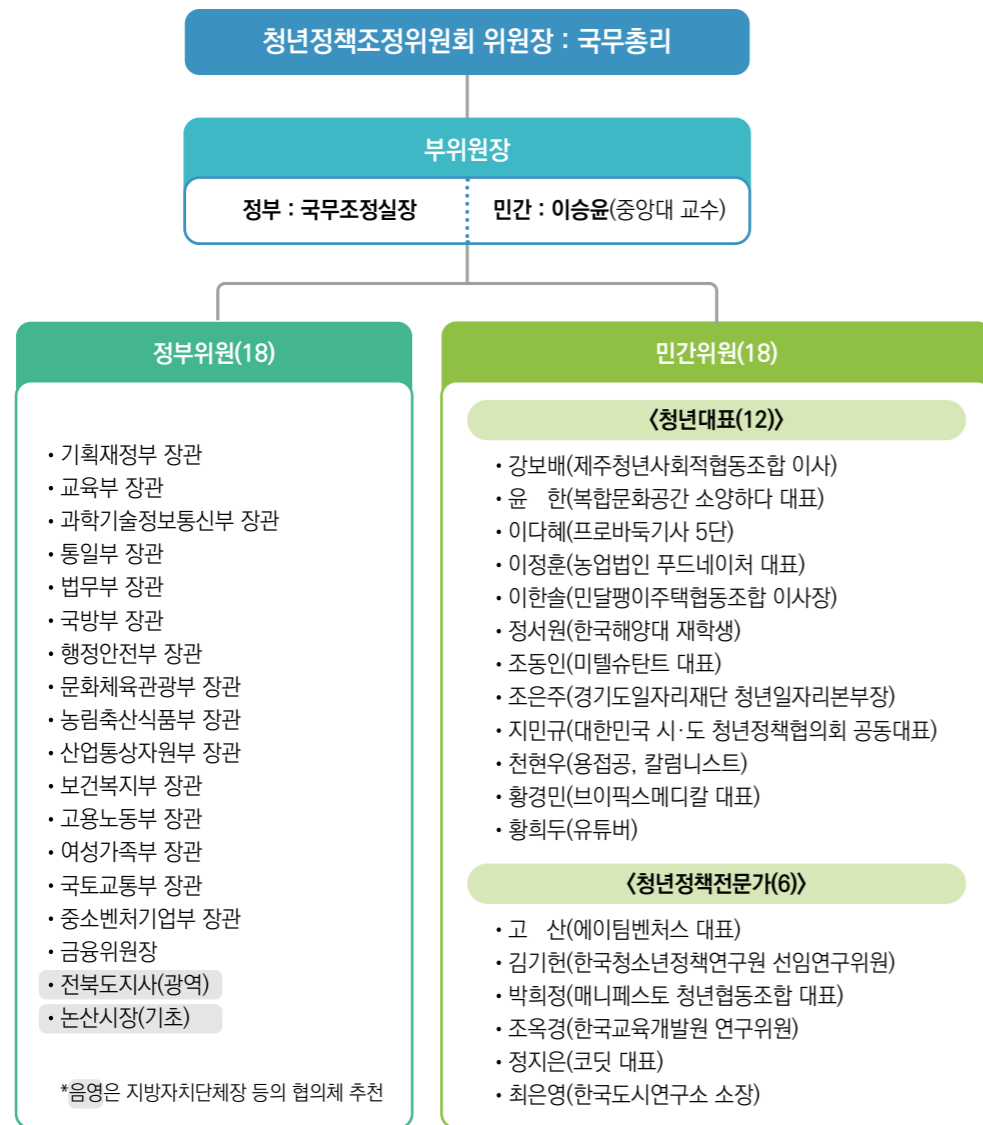 청년정책조정위원회 위원장 : 국무총리
부위원장
정부 : 국무조정실장
민간 : 이승윤(중앙대 교수)
정부위원(18)
• 기획재정부 장관
• 교육부 장관
• 과학기술정보통신부 장관
• 통일부 장관
• 법무부 장관
• 국방부 장관
• 행정안전부 장관
• 문화체육관광부 장관
• 농림축산식품부 장관
• 산업통상자원부 장관
• 보건복지부 장관
• 고용노동부 장관
• 여성가족부 장관
• 국토교통부 장관
• 중소벤처기업부 장관
• 금융위원장
• 전북도지사(광역)
• 논산시장(기초)
*음영은 지방자치단체장 등의 협의체 추천
민간위원(18)
〈청년대표(12)〉
• 강보배(제주청년사회적협동조합 이사)
• 윤 한(복합문화공간 소양하다 대표)
• 이다혜(프로바둑기사 5단)
• 이정훈(농업법인 푸드네이처 대표)
• 이한솔(민달팽이주택협동조합 이사장)
• 정서원(한국해양대 재학생)
• 조동인(미텔슈탄트 대표)
• 조은주(경기도일자리재단 청년일자리본부장)
• 지민규(대한민국 시·도 청년정책협의회 공동대표)
• 천현우(용접공, 칼럼니스트)
• 황경민(브이픽스메디칼 대표)
• 황희두(유튜버)
〈청년정책전문가(6)〉
• 고 산(에이팀벤처스 대표)
• 김기헌(한국청소년정책연구원 선임연구위원)
• 박희정(매니페스토 청년협동조합 대표)
• 조옥경(한국교육개발원 연구위원)
• 정지은(코딧 대표)
• 최은영(한국도시연구소 소장)